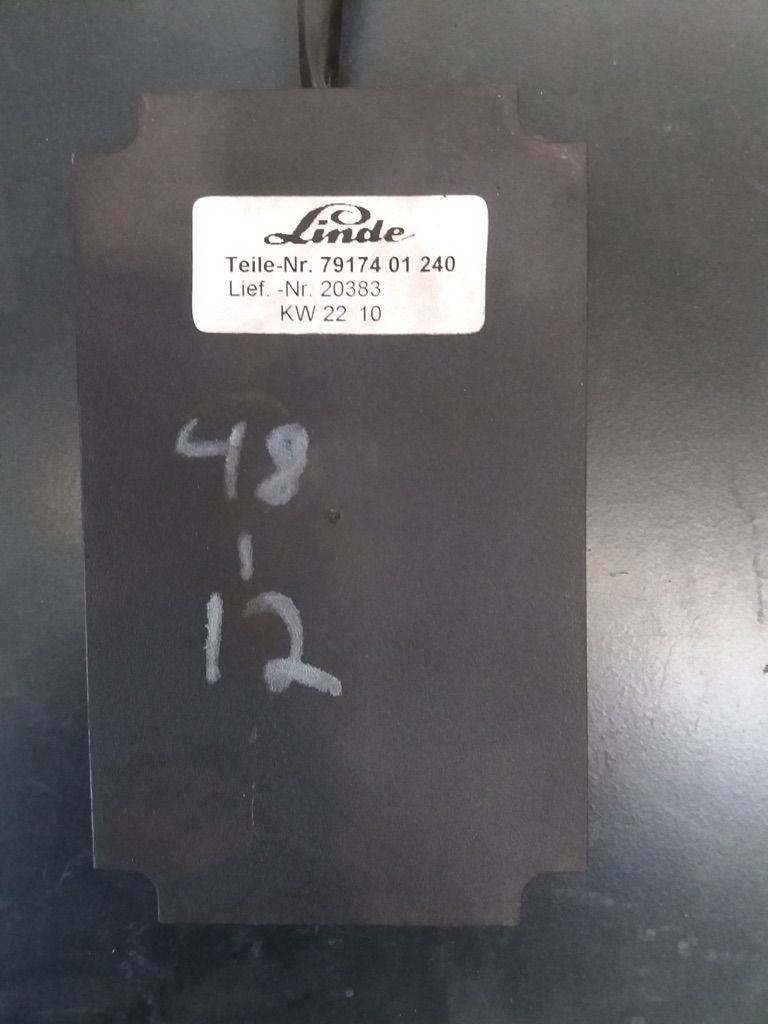 Linde
Teile-Nr. 79174 01 240
Lief. -Nr. 20383
KW 22 10
48
-
12